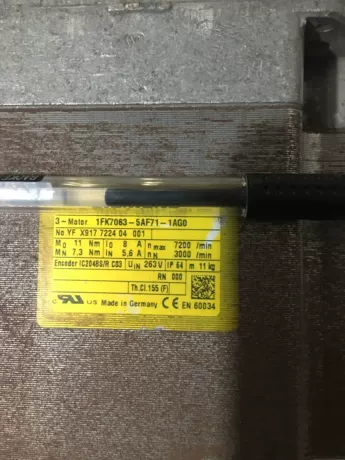 3~Motor 1FK7063-5AF71-1AG0
No YF X917 7224 04 001
M0 11 Nm I0 8 A nmax 7200 /min
MN 7.3 Nm IN 5,6 A nN 3000 /min
Encoder IC2048S/R C03 UIN 263 V IP 64 m 11 kg
RN 000
Th.Cl.155 (F)
c RU US Made in Germany CE EN 60034